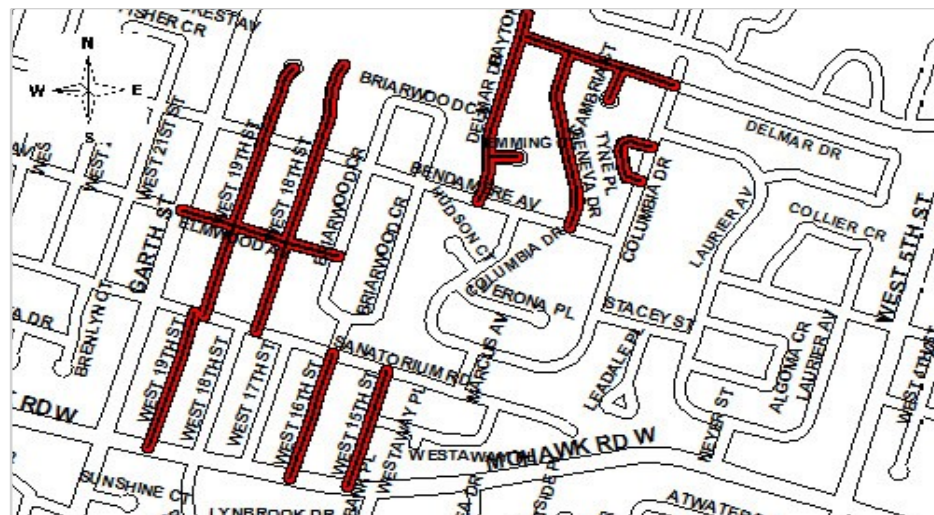 FISHER CR
N
W
E
S
BRIARWOOD CR
DELMAR DR
DAYTON
CAMBRIA ST
DELMAR DR
WEST 21ST ST
WEST 19TH ST
WEST 18TH ST
EMMING CT
TYNE PL
GENEVA DR
COLUMBIA DR
BENDAMERE AV
HUDSON CT
COLUMBIA DR
LAURIER AV
COLLIER CR
WEST 5TH ST
GARTH ST
ELMWOOD AV
BRIARWOOD CR
BRIARWOOD CR
VERONA PL
STACEY ST
BRENLYN CT
WEST 19TH ST
WEST 18TH ST
WEST 17TH ST
WEST 16TH ST
WEST 15TH ST
SANATORIUM RD
MARCUS AV
LEADALE PL
ALGOMA CR
LAURIER AV
WESTAWAY PL
MOHAWK RD W
NEYER ST
RD W
SUNSHINE CT
LYNBROOK DR